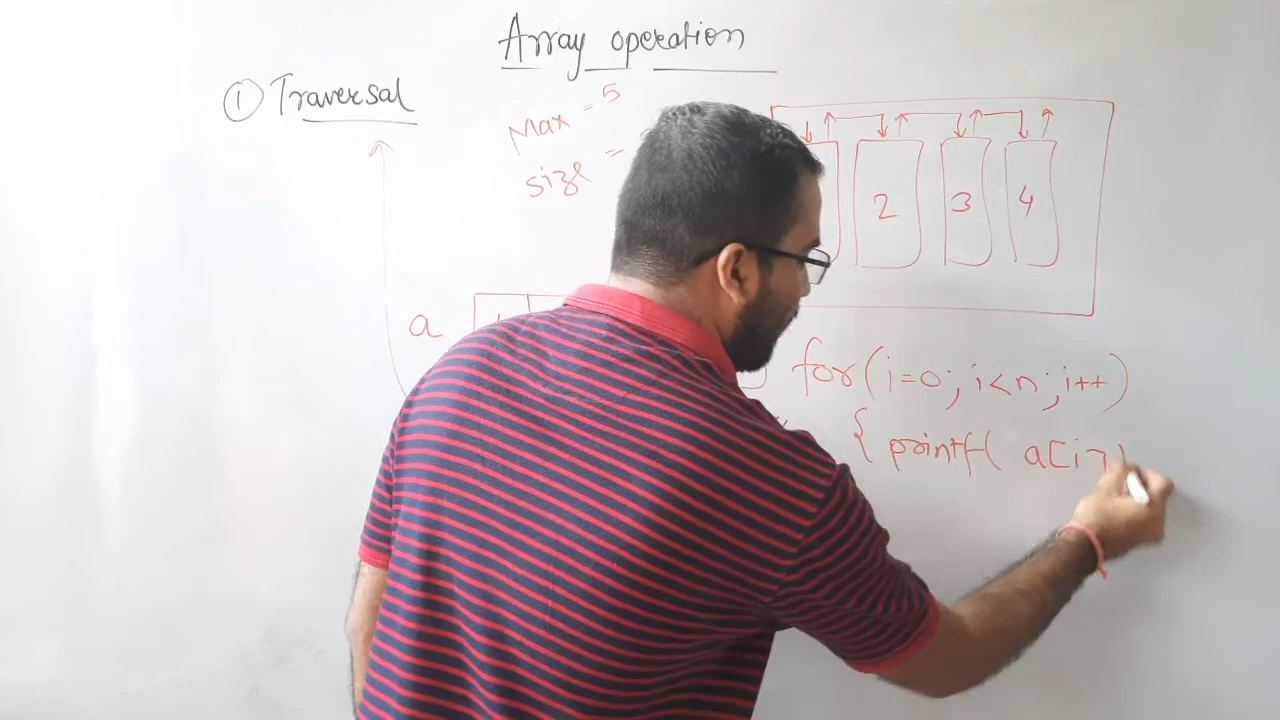 Array operation
① Traversal
Max = 5
size =
2 3 4
a
for(i=0; i<n; i++)
{ printf( a[i])